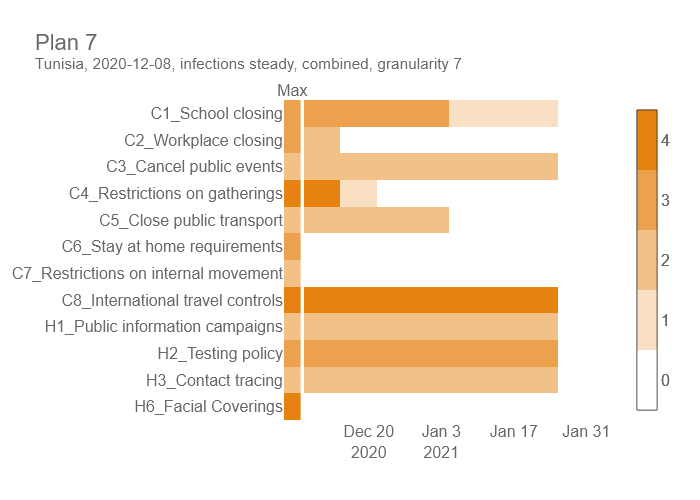 Plan 7
Tunisia, 2020-12-08, infections steady, combined, granularity 7
Max
C1_School closing
C2_Workplace closing
C3_Cancel public events
C4_Restrictions on gatherings
C5_Close public transport
C6_Stay at home requirements
C7_Restrictions on internal movement
C8_International travel controls
H1_Public information campaigns
H2_Testing policy
H3_Contact tracing
H6_Facial Coverings
Dec 20 Jan 3 Jan 17 Jan 31
2020 2021
4
3
2
1
0